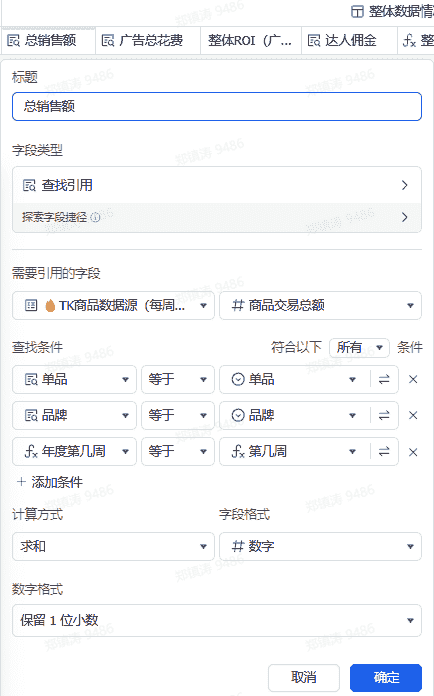 整体数据情
总销售额 广告总花费 整体ROI（广... 达人佣金 整
标题
总销售额
字段类型
查找引用
探索字段捷径
需要引用的字段
TK商品数据源（每周... 商品交易总额
查找条件 符合以下 所有 条件
单品 等于 单品
品牌 等于 品牌
年度第几周 等于 第几周
添加条件
计算方式 字段格式
求和 数字
数字格式
保留 1 位小数
取消 确定
郑镇涛 9486